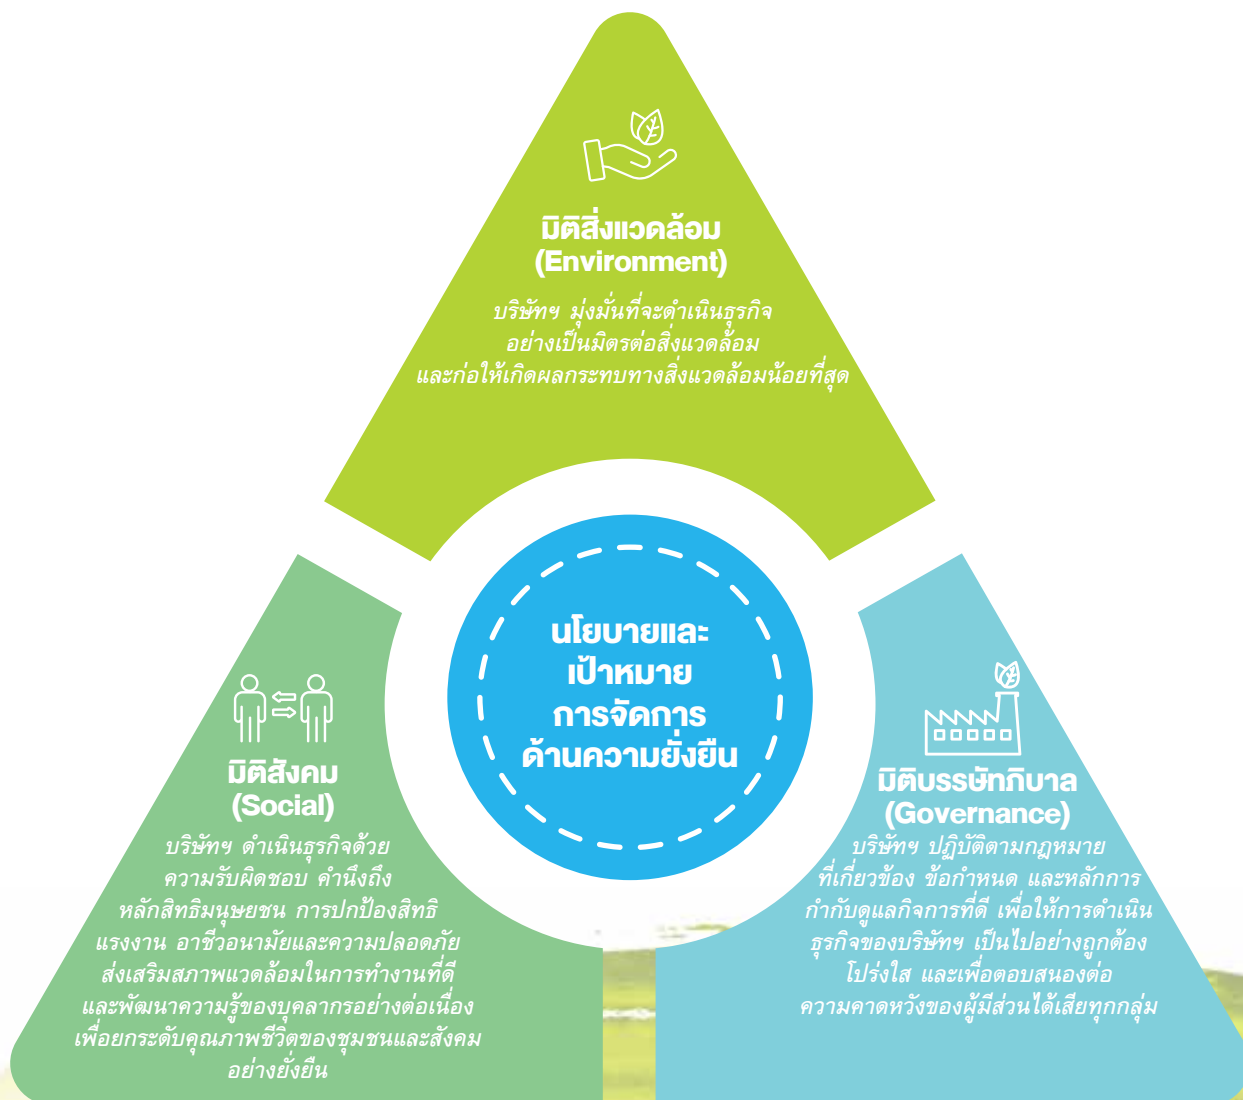 มิติสิ่งแวดล้อม
(Environment)
บริษัทฯ มุ่งมั่นที่จะดำเนินธุรกิจ
อย่างเป็นมิตรต่อสิ่งแวดล้อม
และก่อให้เกิดผลกระทบทางสิ่งแวดล้อมน้อยที่สุด
นโยบายและ
เป้าหมาย
การจัดการ
ด้านความยั่งยืน
มิติสังคม
(Social)
บริษัทฯ ดำเนินธุรกิจด้วย
ความรับผิดชอบ คำนึงถึง
หลักสิทธิมนุษยชน การปกป้องสิทธิ
แรงงาน อาชีวอนามัยและความปลอดภัย
ส่งเสริมสภาพแวดล้อมในการทำงานที่ดี
และพัฒนาความรู้ของบุคลากรอย่างต่อเนื่อง
เพื่อยกระดับคุณภาพชีวิตของชุมชนและสังคม
อย่างยั่งยืน
มิติบรรษัทภิบาล
(Governance)
บริษัทฯ ปฏิบัติตามกฎหมาย
ที่เกี่ยวข้อง ข้อกำหนด และหลักการ
กำกับดูแลกิจการที่ดี เพื่อให้การดำเนิน
ธุรกิจของบริษัทฯ เป็นไปอย่างถูกต้อง
โปร่งใส และเพื่อตอบสนองต่อ
ความคาดหวังของผู้มีส่วนได้เสียทุกกลุ่ม